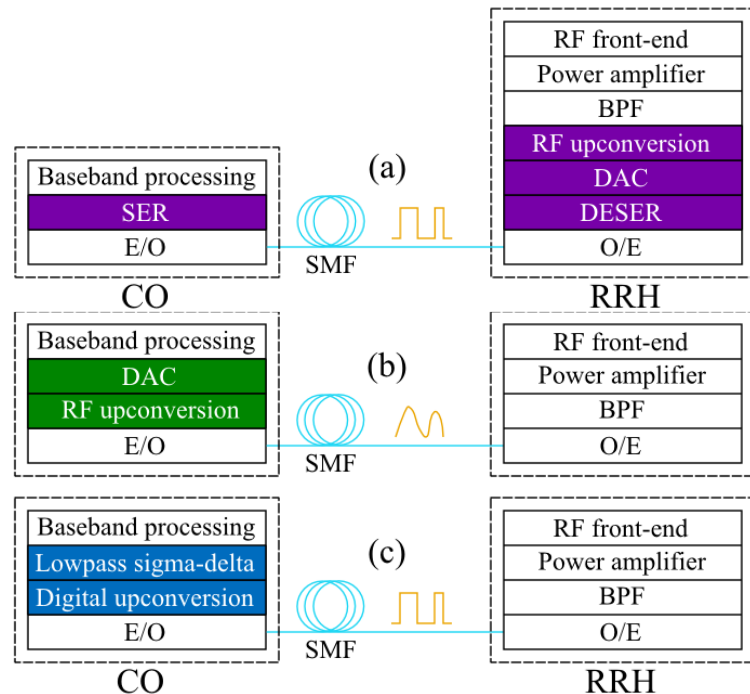 RF front-end
Power amplifier
BPF
RF upconversion
DAC
DESER
O/E
RRH
(a)
SMF
Baseband processing
SER
E/O
CO
Baseband processing
DAC
RF upconversion
E/O
(b)
SMF
RF front-end
Power amplifier
BPF
O/E
Baseband processing
Lowpass sigma-delta
Digital upconversion
E/O
CO
(c)
SMF
RF front-end
Power amplifier
BPF
O/E
RRH